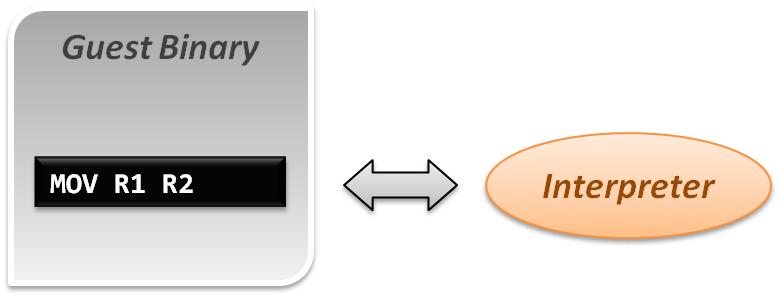 Guest Binary
MOV R1 R2
Interpreter